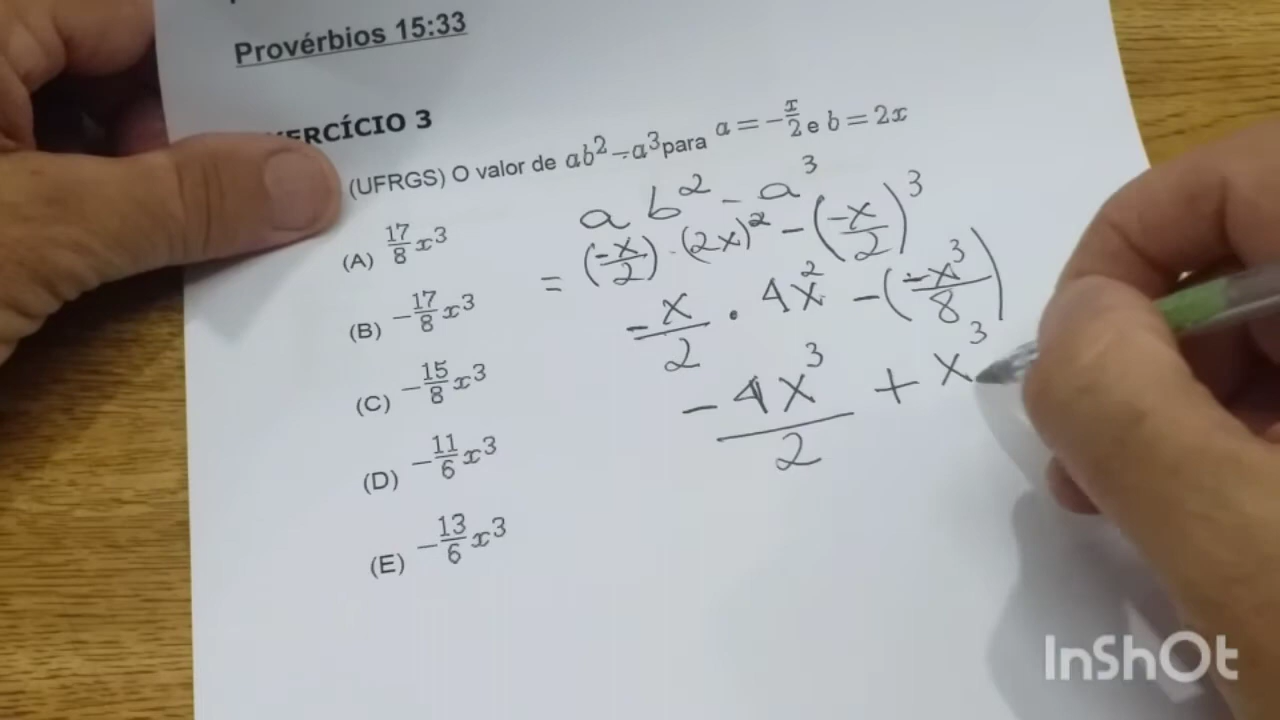 Provérbios 15:33
ERCÍCIO 3
(UFRGS) O valor de ab² – a³ para a = –x/2 e b = 2x
(A) 17/8 x³
(B) –17/8 x³
(C) –15/8 x³
(D) –11/6 x³
(E) –13/6 x³
a b² - a³
= (-x/2) · (2x)² - (-x/2)³
-x/2 · 4x² - (-x³/8)
-4x³/2 + x³
InShOt